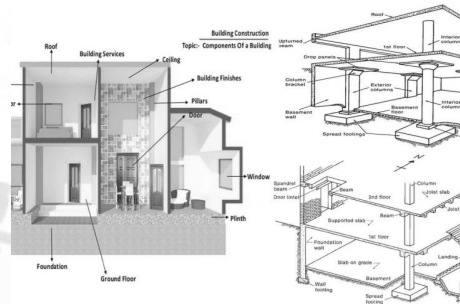 Building Construction
Topic:- Components Of a Building
Roof
Building Services
Ceiling
Building Finishes
Pillars
Door
Window
Plinth
Foundation
Ground Floor
Roof
Upturned
beam
1st floor
Interior
Drop panels
Column
bracket
Exterior
columns
Basement
wall
Basement
floor
Interior
Spread footings
Spandrel
beam
Door lintel
Beam
Column
Joist slab
2nd floor
Joist
Supported slab
Beam
1st floor
Foundation
wall
Slab on grade
Column
Landing
Basement
Wall
footing
Spread
footing